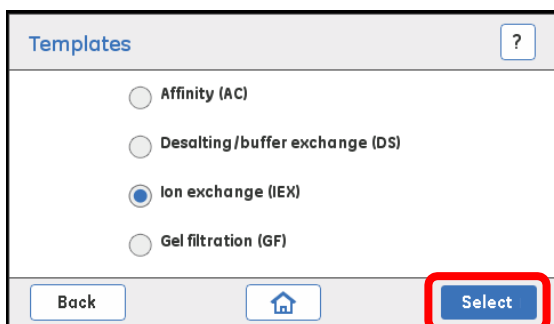 Templates ?
Affinity (AC)
Desalting/buffer exchange (DS)
Ion exchange (IEX)
Gel filtration (GF)
Back Select